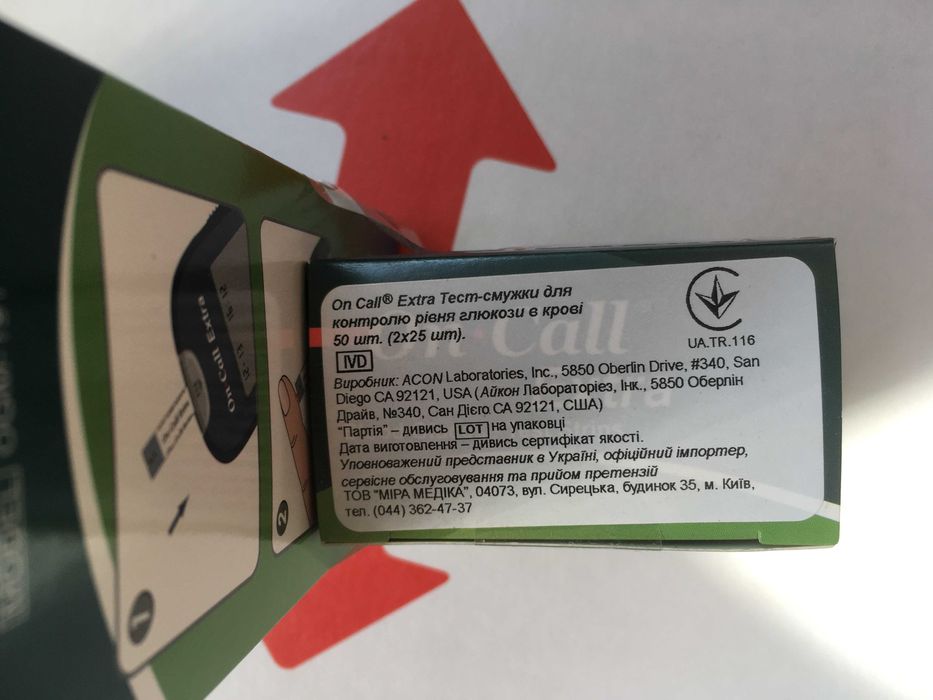 On Call® Extra Тест-смужки для
контролю рівня глюкози в крові
50 шт. (2x25 шт).
IVD
Виробник: ACON Laboratories, Inc., 5850 Oberlin Drive, #340, San
Diego CA 92121, USA (Айкон Лабораторіез, Інк., 5850 Оберлін
Драйв, №340, Сан Дієго CA 92121, США)
"Партія" – дивись LOT на упаковці
Дата виготовлення – дивись сертифікат якості.
Уповноважений представник в Україні, офіційний імпортер,
сервісне обслуговування та прийом претензій
ТОВ "МІРА МЕДІКА", 04073, вул. Сирецька, будинок 35, м. Київ,
тел. (044) 362-47-37
UA.TR.116
On Call
On Call Extra
1
2